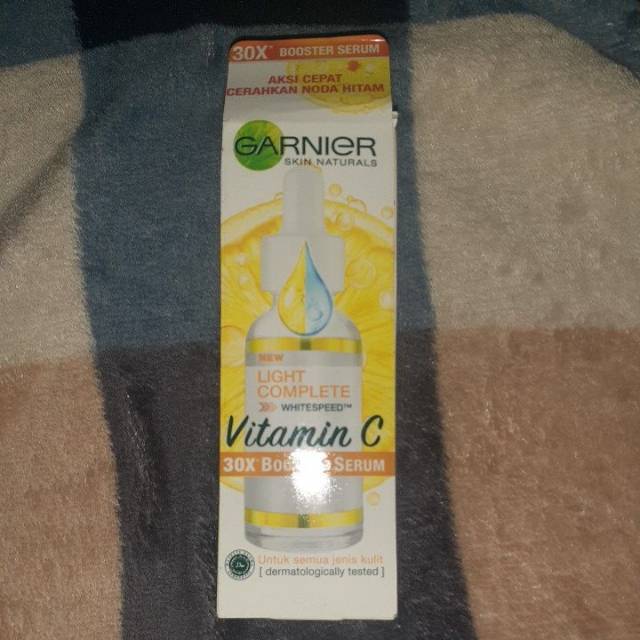 30X* BOOSTER SERUM
AKSI CEPAT
CERAHKAN NODA HITAM
GARNIER
SKIN NATURALS
NEW
LIGHT
COMPLETE
WHITESPEED™
Vitamin C
30X BOOSTER SERUM
Untuk semua jenis kulit
[ dermatologically tested ]